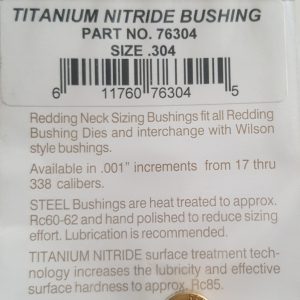 TITANIUM NITRIDE BUSHING
PART NO. 76304
SIZE .304
6 11760 76304 5
Redding Neck Sizing Bushings fit all Redding
Bushing Dies and interchange with Wilson
style bushings.
Available in .001" increments from 17 thru
338 calibers.
STEEL Bushings are heat treated to approx.
Rc60-62 and hand polished to reduce sizing
effort. Lubrication is recommended.
TITANIUM NITRIDE surface treatment tech-
nology increases the lubricity and effective
surface hardness to approx. Rc85.